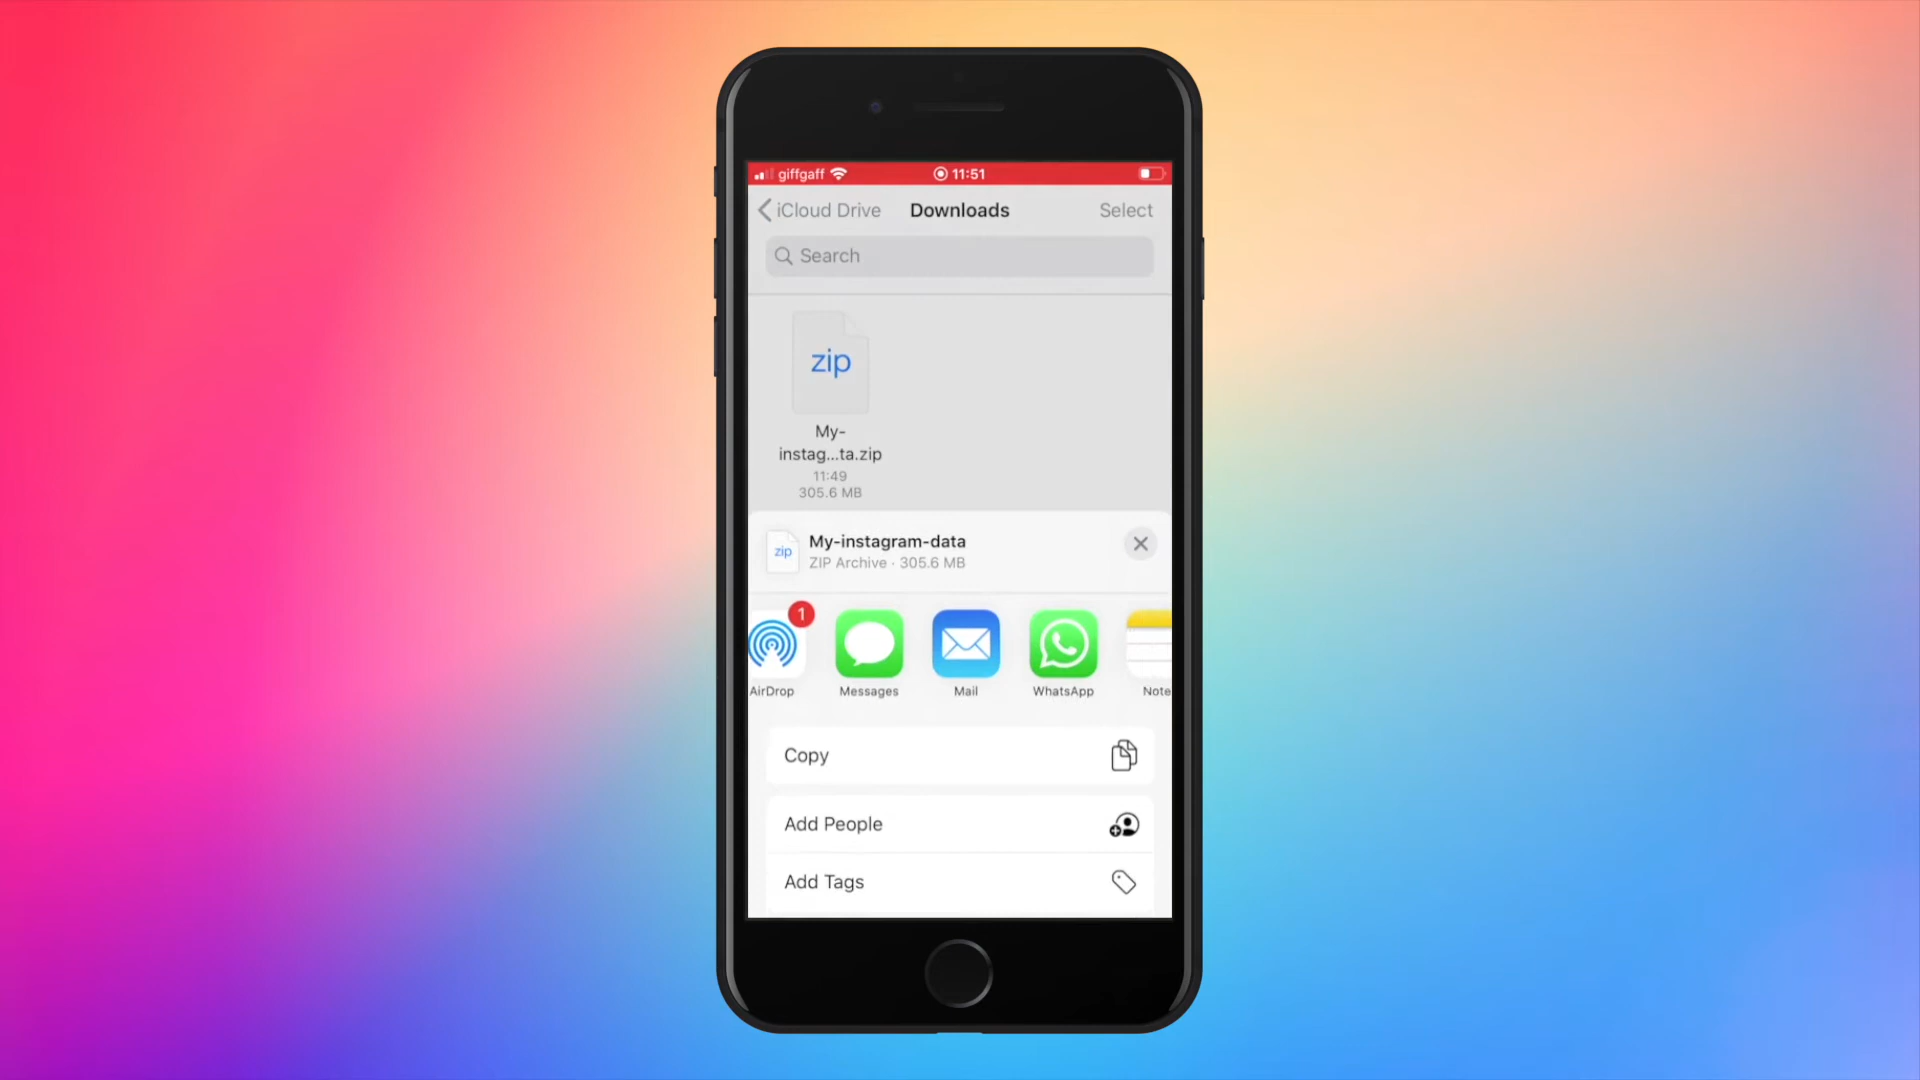 giffgaff 11:51
iCloud Drive Downloads Select
Search
zip
My-
instag...ta.zip
11:49
305.6 MB
zip My-instagram-data
ZIP Archive · 305.6 MB
1
AirDrop Messages Mail WhatsApp Note
Copy
Add People
Add Tags